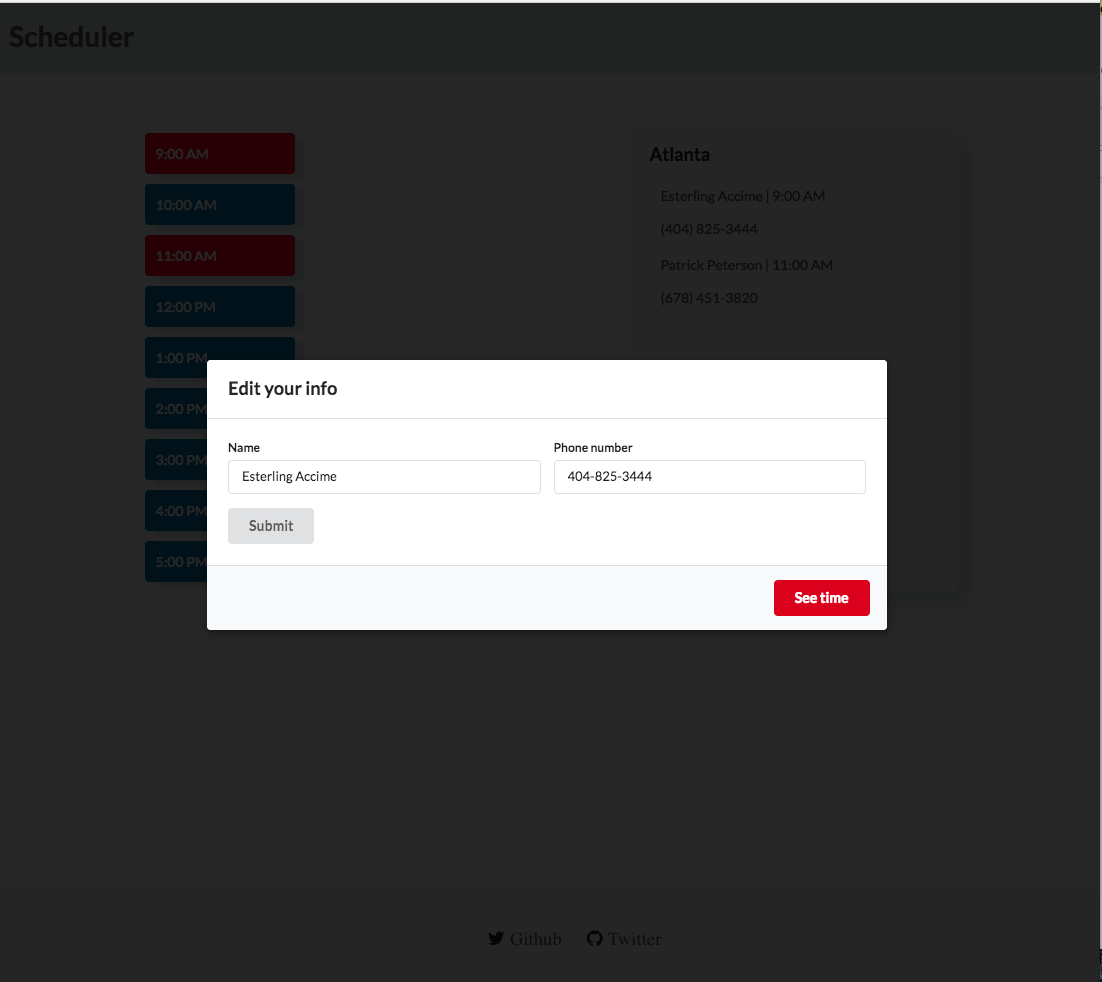 Scheduler
9:00 AM
10:00 AM
11:00 AM
12:00 PM
1:00 PM
2:00 PM
3:00 PM
4:00 PM
5:00 PM
Atlanta
Esterling Accime | 9:00 AM
(404) 825-3444
Patrick Peterson | 11:00 AM
(678) 451-3820
Edit your info
Name
Phone number
Esterling Accime
404-825-3444
Submit
See time
Github
Twitter